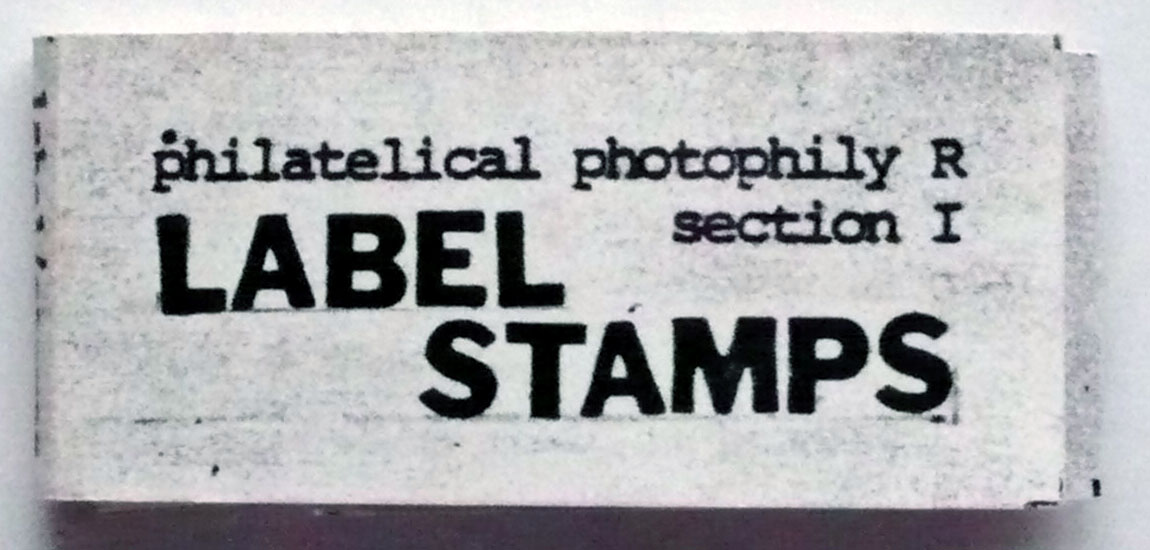 philatelical photophily R
section I
LABEL
STAMPS